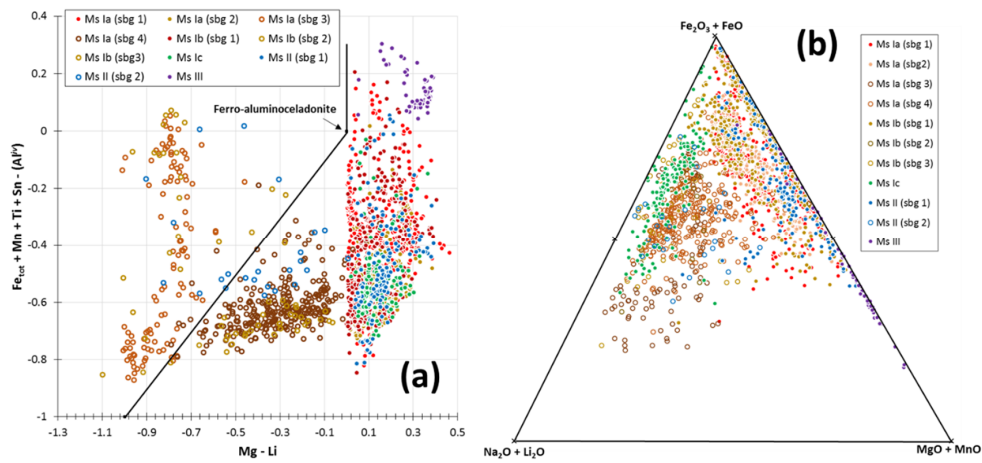 Ms Ia (sbg 1) Ms Ia (sbg 2) Ms Ia (sbg 3)
Ms Ia (sbg 4) Ms Ib (sbg 1) Ms Ib (sbg 2)
Ms Ib (sbg3) Ms Ic Ms II (sbg 1)
Ms II (sbg 2) Ms III
Ferro-aluminoceladonite
0.4
0.2
0
-0.2
-0.4
-0.6
-0.8
-1
Fetot + Mn + Ti + Sn - (Alⁱᵛ)
-1.3 -1.1 -0.9 -0.7 -0.5 -0.3 -0.1 0.1 0.3 0.5
Mg - Li
(a)
Fe₂O₃ + FeO
(b)
Ms Ia (sbg 1)
Ms Ia (sbg2)
Ms Ia (sbg 3)
Ms Ia (sbg 4)
Ms Ib (sbg 1)
Ms Ib (sbg 2)
Ms Ib (sbg 3)
Ms Ic
Ms II (sbg 1)
Ms II (sbg 2)
Ms III
Na₂O + Li₂O
MgO + MnO